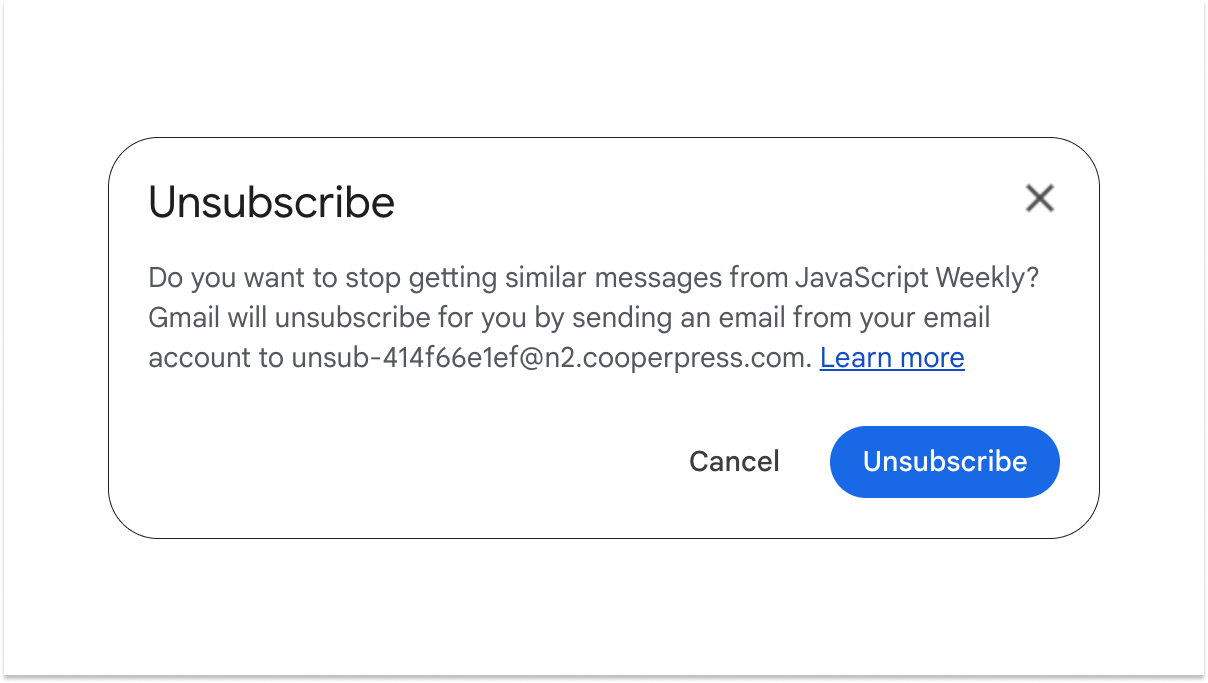 Unsubscribe
Do you want to stop getting similar messages from JavaScript Weekly?
Gmail will unsubscribe for you by sending an email from your email
account to unsub-414f66e1ef@n2.cooperpress.com. Learn more
Cancel
Unsubscribe